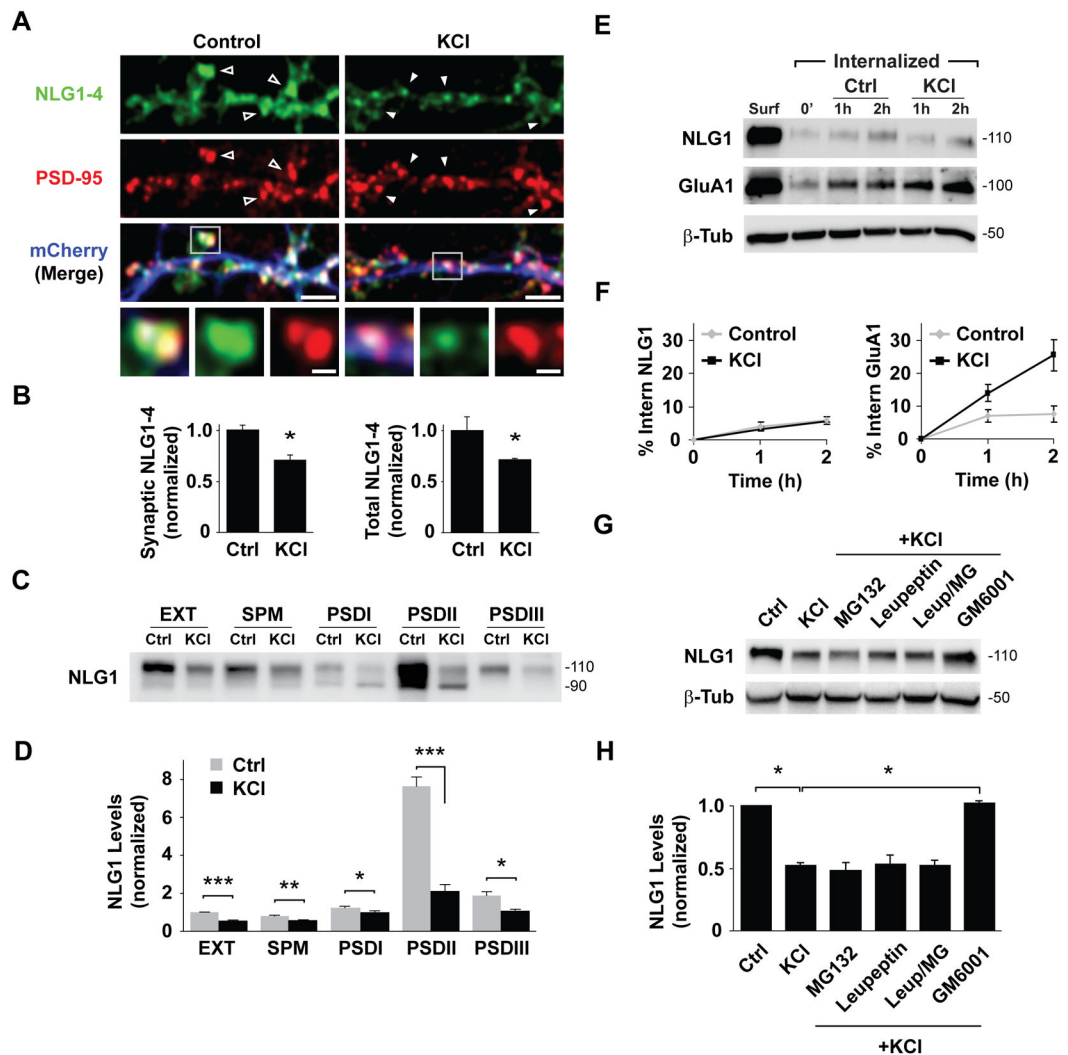 A
Control
KCl
NLG1-4
PSD-95
mCherry
(Merge)
B
Synaptic NLG1-4
(normalized)
1
0.5
0
*
Ctrl
KCl
Total NLG1-4
(normalized)
1
0.5
0
*
Ctrl
KCl
C
EXT
SPM
PSDI
PSDII
PSDIII
Ctrl KCl Ctrl KCl Ctrl KCl Ctrl KCl Ctrl KCl
NLG1
-110
-90
D
NLG1 Levels
(normalized)
8
6
4
2
0
Ctrl
KCl
***
**
*
***
*
EXT
SPM
PSDI
PSDII
PSDIII
E
Internalized
Ctrl
KCl
Surf 0' 1h 2h 1h 2h
NLG1
-110
GluA1
-100
β-Tub
-50
F
% Intern NLG1
30
20
10
0
Control
KCl
0 1 2
Time (h)
% Intern GluA1
30
20
10
0
Control
KCl
0 1 2
Time (h)
G
+KCl
Ctrl
KCl
MG132
Leupeptin
Leup/MG
GM6001
NLG1
-110
β-Tub
-50
H
NLG1 Levels
(normalized)
1.0
0.5
0
*
*
Ctrl
KCl
MG132
Leupeptin
Leup/MG
GM6001
+KCl